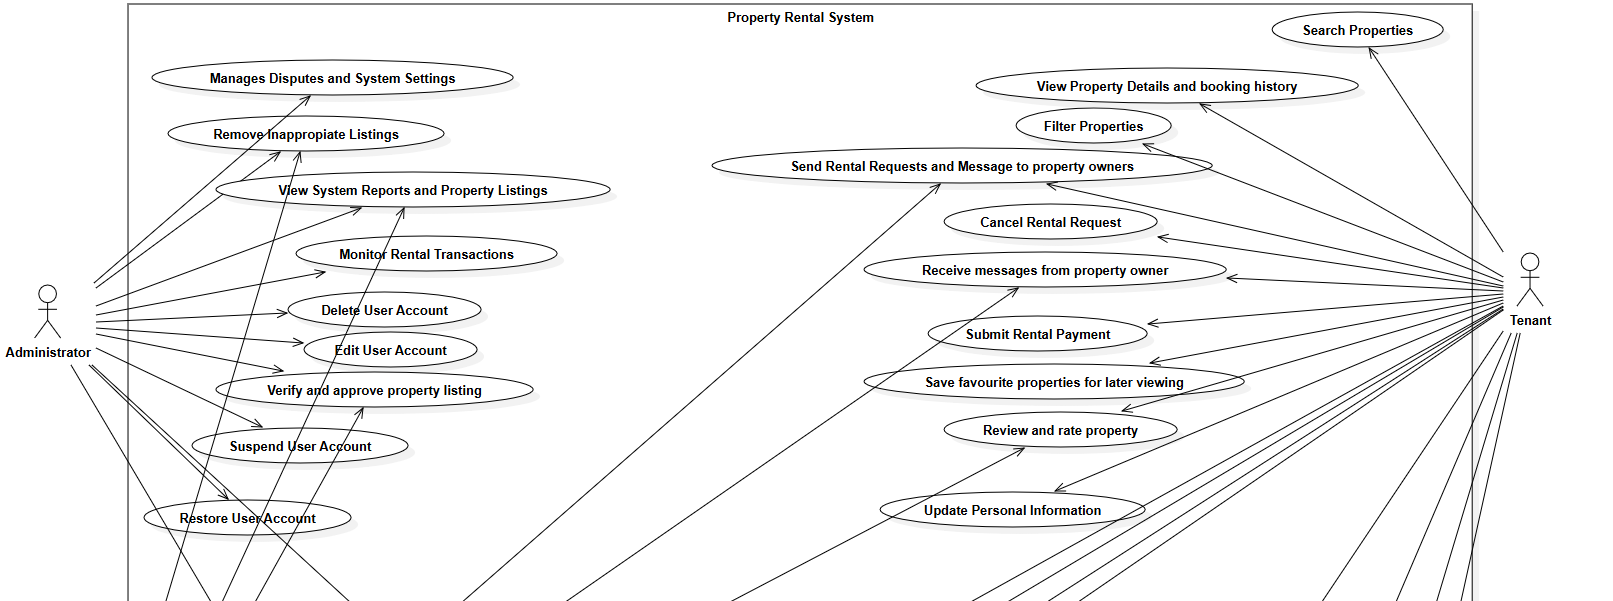 Property Rental System
Search Properties
Manages Disputes and System Settings
View Property Details and booking history
Remove Inappropiate Listings
Filter Properties
Send Rental Requests and Message to property owners
View System Reports and Property Listings
Cancel Rental Request
Monitor Rental Transactions
Receive messages from property owner
Delete User Account
Tenant
Submit Rental Payment
Administrator
Edit User Account
Save favourite properties for later viewing
Verify and approve property listing
Review and rate property
Suspend User Account
Update Personal Information
Restore User Account